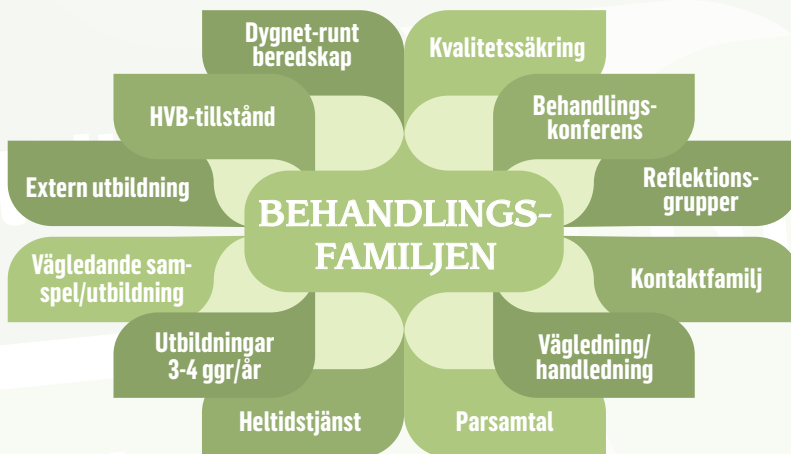 Dygnet-runt
beredskap
Kvalitetssäkring
HVB-tillstånd
Behandlings-
konferens
Extern utbildning
Reflektions-
grupper
BEHANDLINGS-
FAMILJEN
Vägledande sam-
spel/utbildning
Kontaktfamilj
Utbildningar
3-4 ggr/år
Vägledning/
handledning
Heltidstjänst
Parsamtal